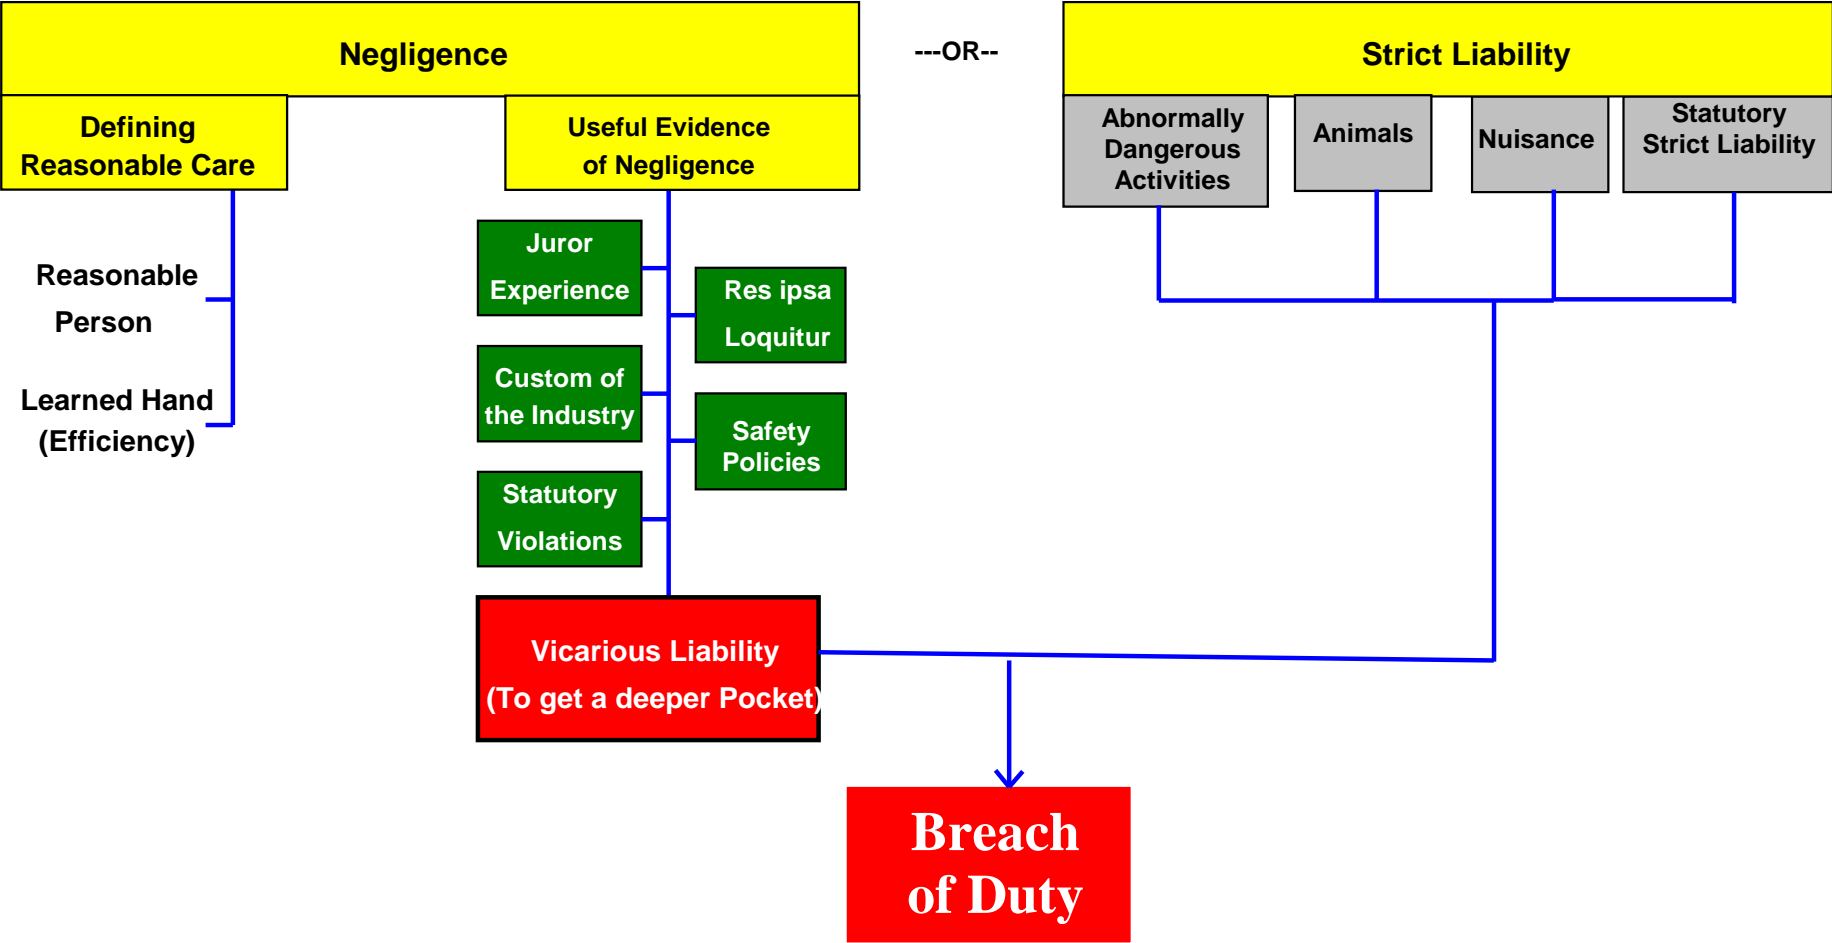 Negligence
---OR--
Strict Liability
Defining
Reasonable Care
Useful Evidence
of Negligence
Abnormally
Dangerous
Activities
Animals
Nuisance
Statutory
Strict Liability
Reasonable
Person
Learned Hand
(Efficiency)
Juror
Experience
Res ipsa
Loquitur
Custom of
the Industry
Safety
Policies
Statutory
Violations
Vicarious Liability
(To get a deeper Pocket)
Breach
of Duty